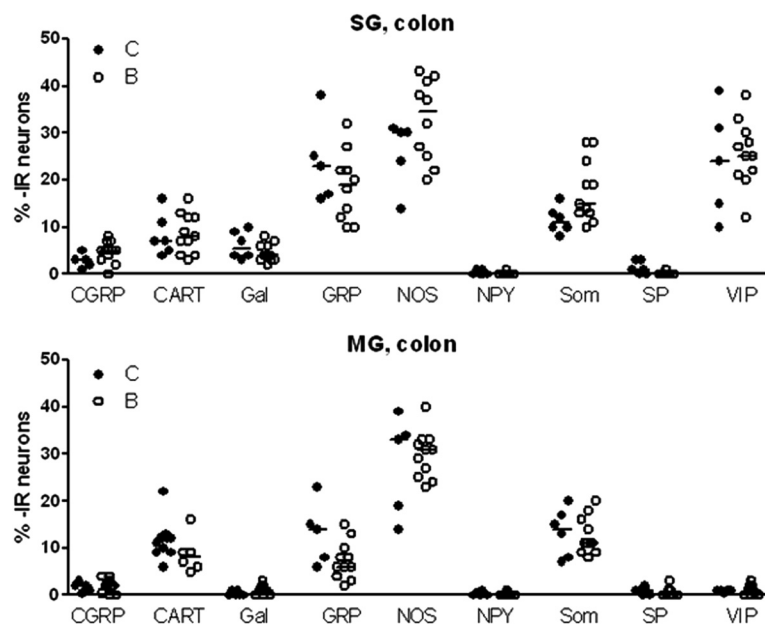 SG, colon
C
B
% -IR neurons
50
40
30
20
10
0
CGRP CART Gal GRP NOS NPY Som SP VIP
MG, colon
C
B
% -IR neurons
50
40
30
20
10
0
CGRP CART Gal GRP NOS NPY Som SP VIP